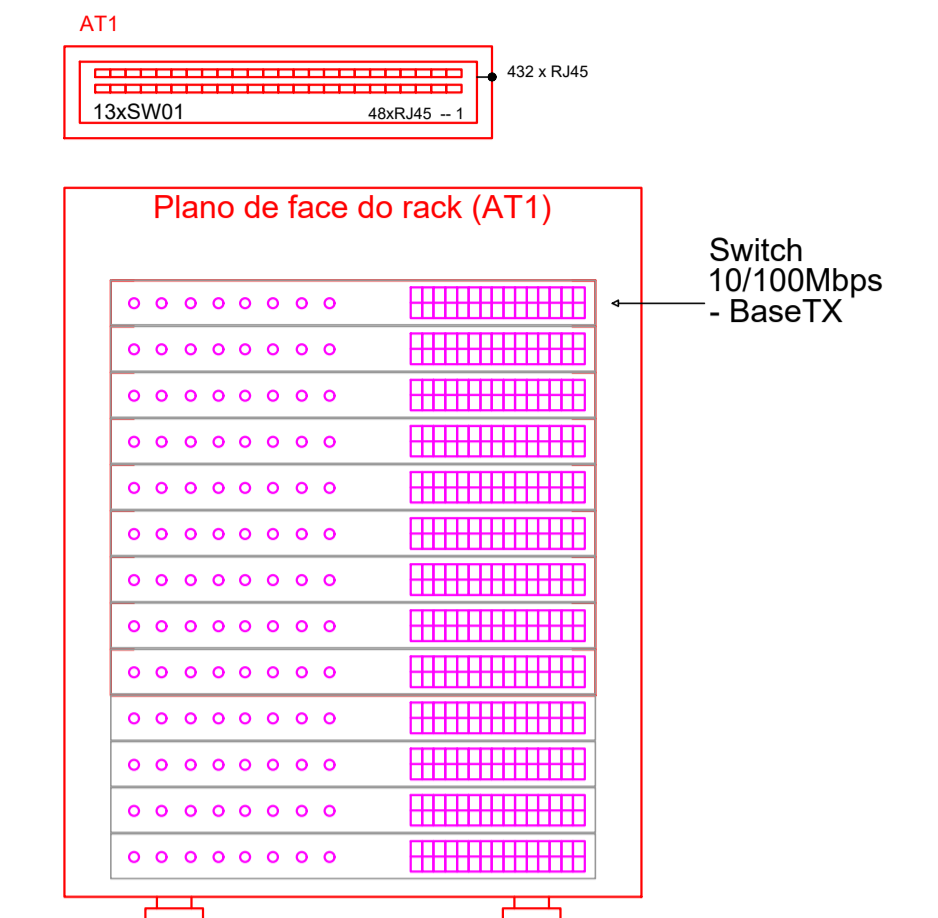 AT1
432 x RJ45
13xSW01
48xRJ45 -- 1
Plano de face do rack (AT1)
Switch
10/100Mbps
- BaseTX